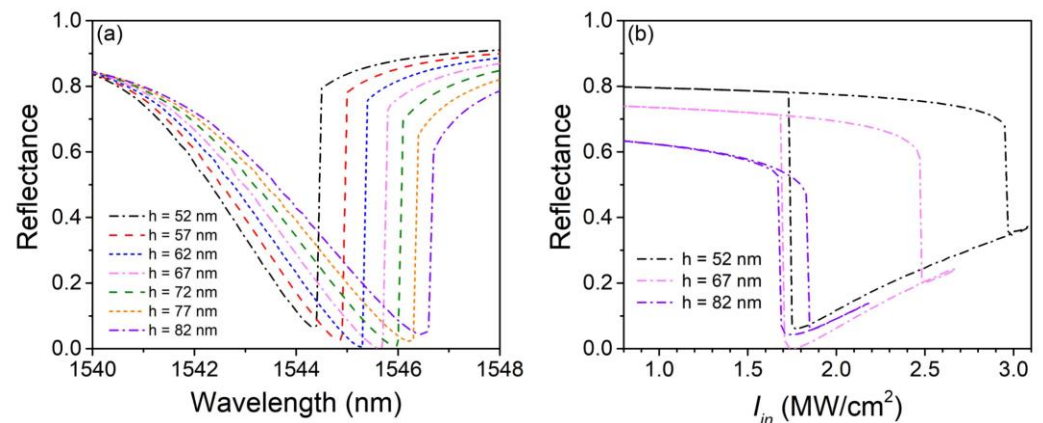 (a)
Reflectance
1.0
0.8
0.6
0.4
0.2
0.0
h = 52 nm
h = 57 nm
h = 62 nm
h = 67 nm
h = 72 nm
h = 77 nm
h = 82 nm
1540 1542 1544 1546 1548
Wavelength (nm)
(b)
Reflectance
1.0
0.8
0.6
0.4
0.2
0.0
h = 52 nm
h = 67 nm
h = 82 nm
1.0 1.5 2.0 2.5 3.0
I_in (MW/cm²)